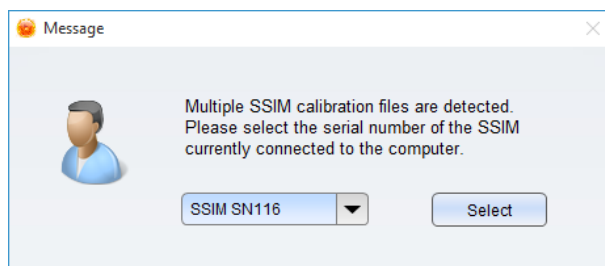 Message
Multiple SSIM calibration files are detected.
Please select the serial number of the SSIM
currently connected to the computer.
SSIM SN116
Select